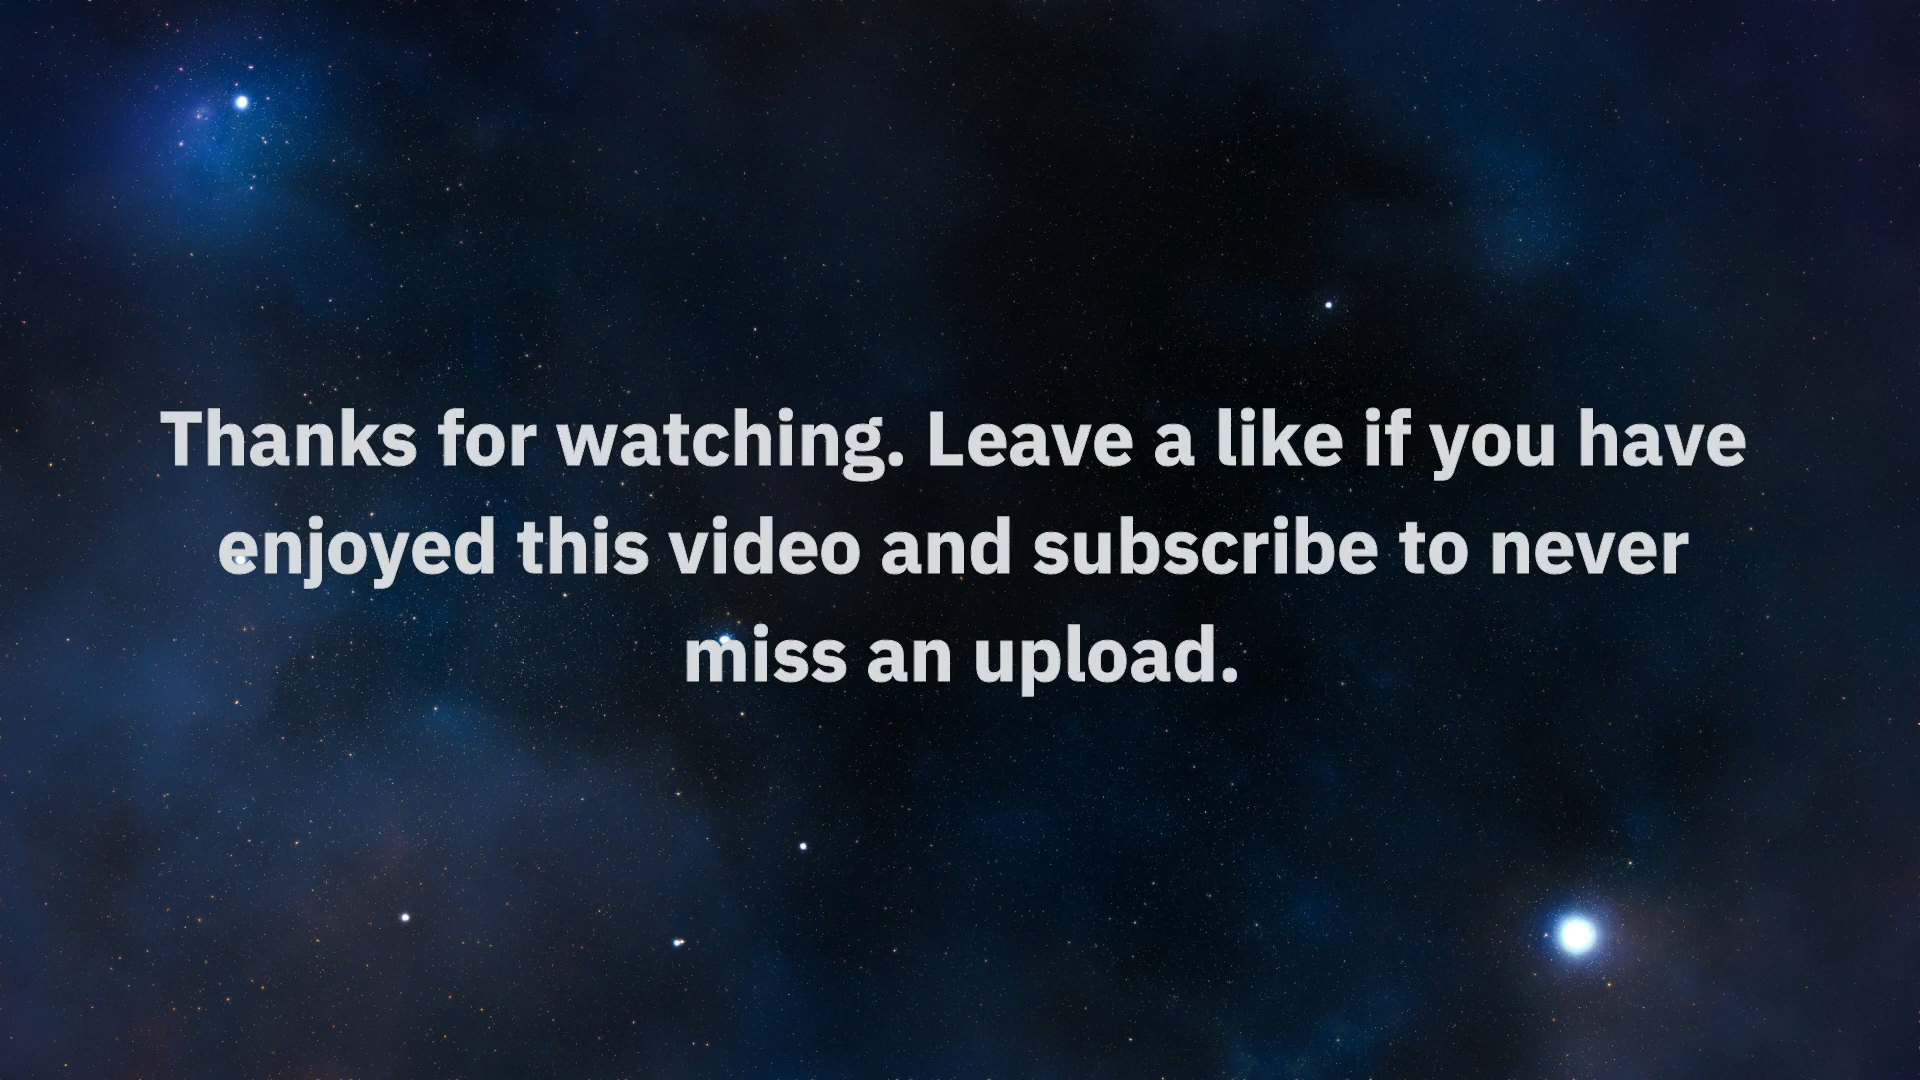 Thanks for watching. Leave a like if you have
enjoyed this video and subscribe to never
miss an upload.